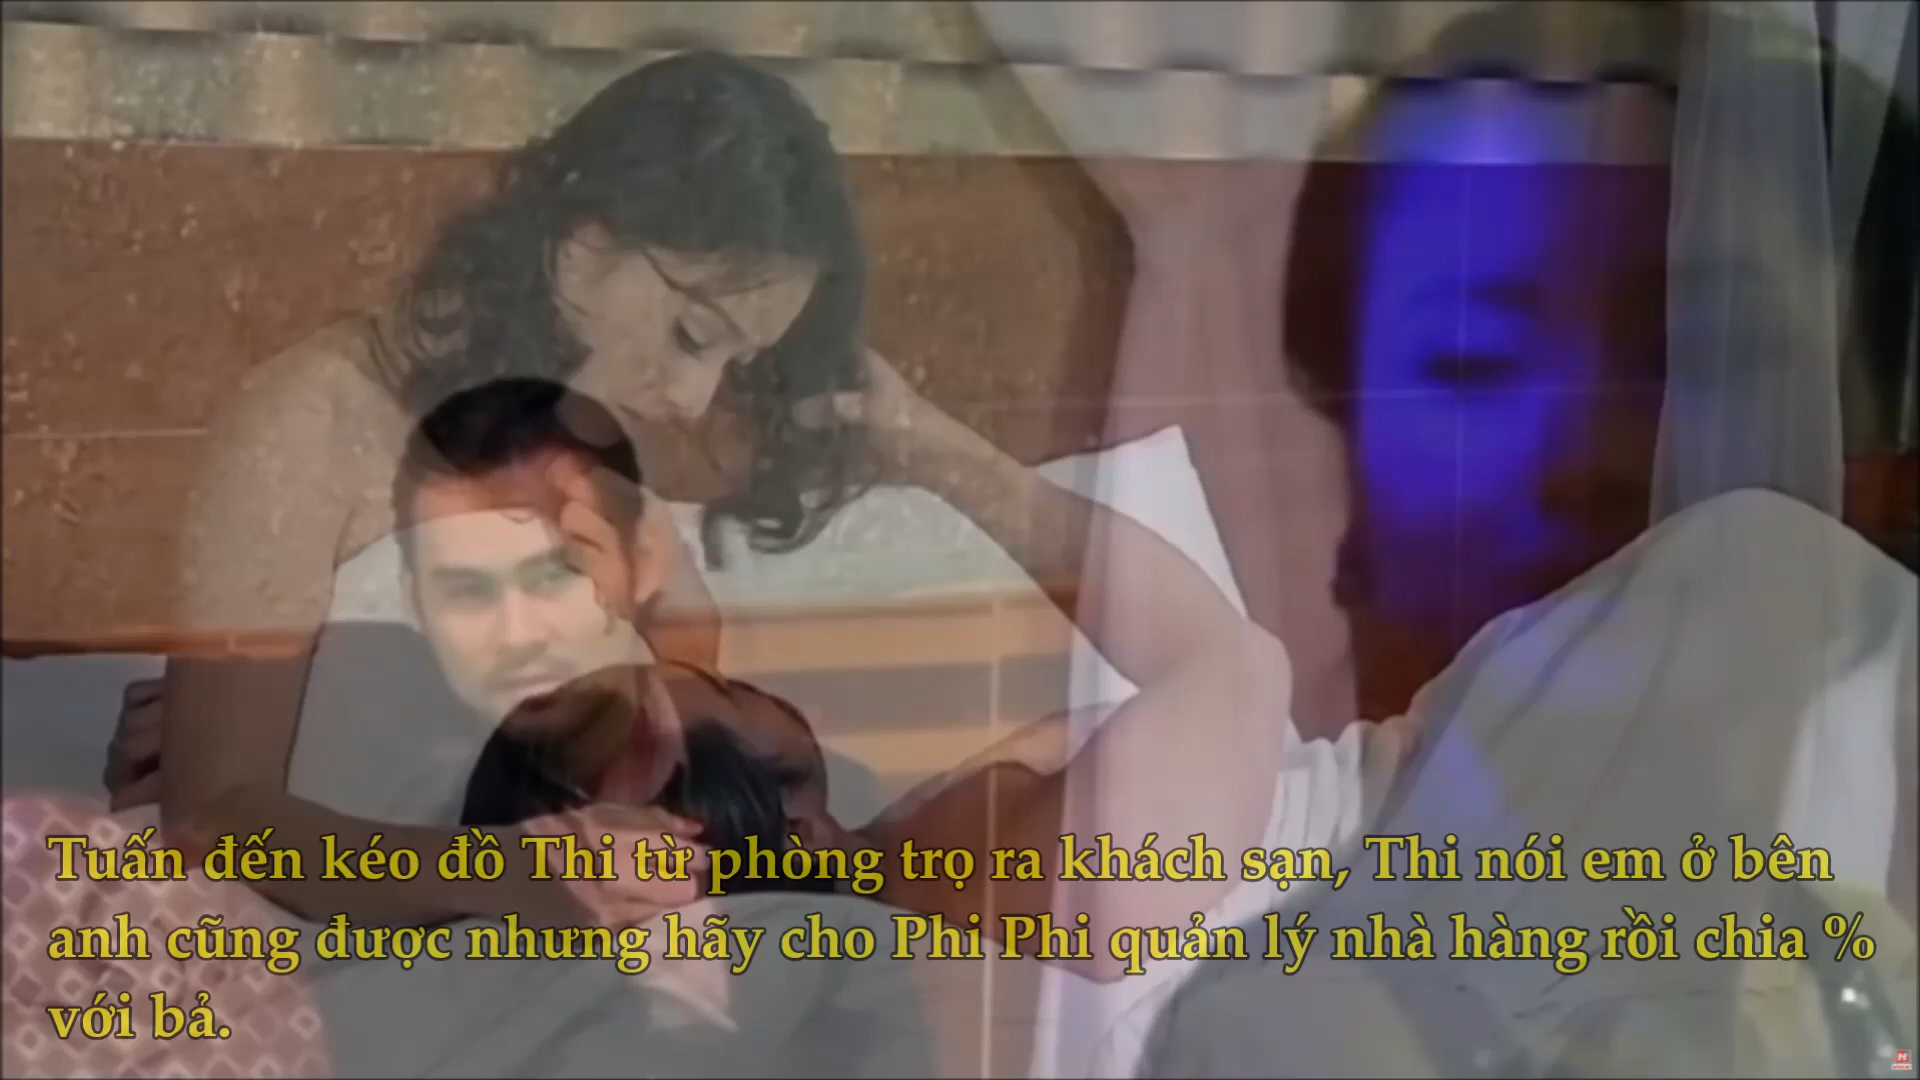 Tuấn đến kéo đồ Thi từ phòng trọ ra khách sạn, Thi nói em ở bên
anh cũng được nhưng hãy cho Phi Phi quản lý nhà hàng rồi chia %
với bả.